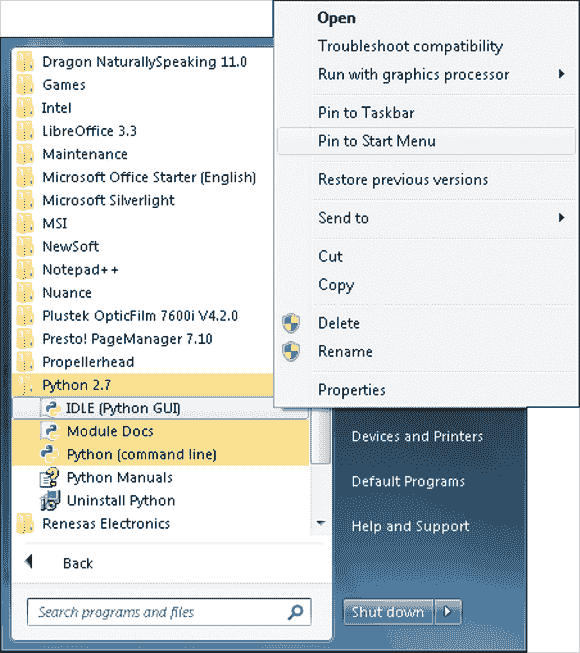 Open
Troubleshoot compatibility
Run with graphics processor
Pin to Taskbar
Pin to Start Menu
Restore previous versions
Send to
Cut
Copy
Delete
Rename
Properties
Dragon NaturallySpeaking 11.0
Games
Intel
LibreOffice 3.3
Maintenance
Microsoft Office Starter (English)
Microsoft Silverlight
MSI
NewSoft
Notepad++
Nuance
Plustek OpticFilm 7600i V4.2.0
Presto! PageManager 7.10
Propellerhead
Python 2.7
IDLE (Python GUI)
Module Docs
Python (command line)
Python Manuals
Uninstall Python
Renesas Electronics
Back
Search programs and files
Devices and Printers
Default Programs
Help and Support
Shut down